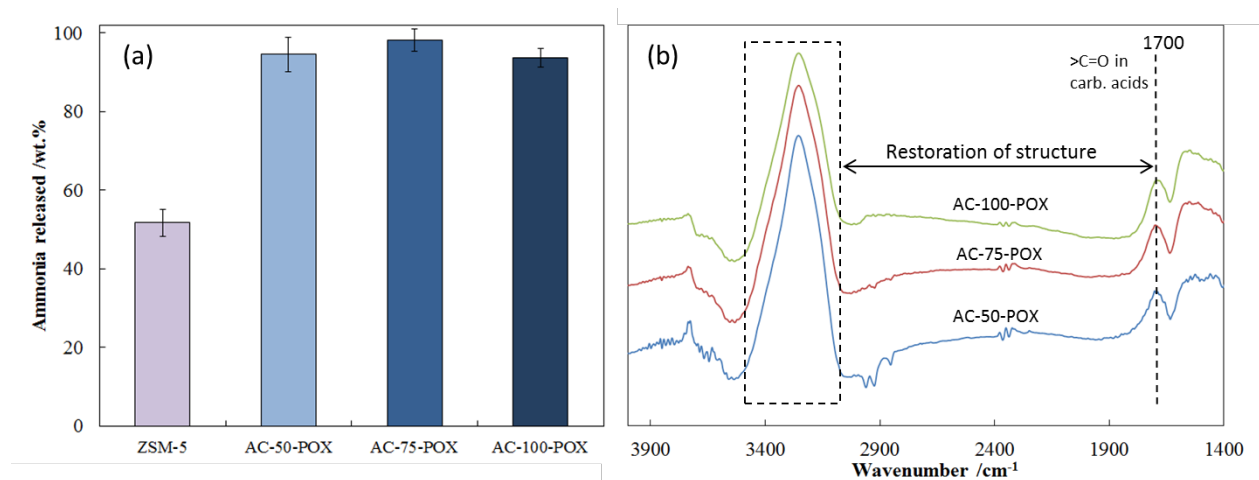 (a)
Ammonia released /wt.%
100
80
60
40
20
0
ZSM-5
AC-50-POX
AC-75-POX
AC-100-POX
(b)
1700
>C=O in
carb. acids
Restoration of structure
AC-100-POX
AC-75-POX
AC-50-POX
3900
3400
2900
2400
1900
1400
Wavenumber /cm⁻¹